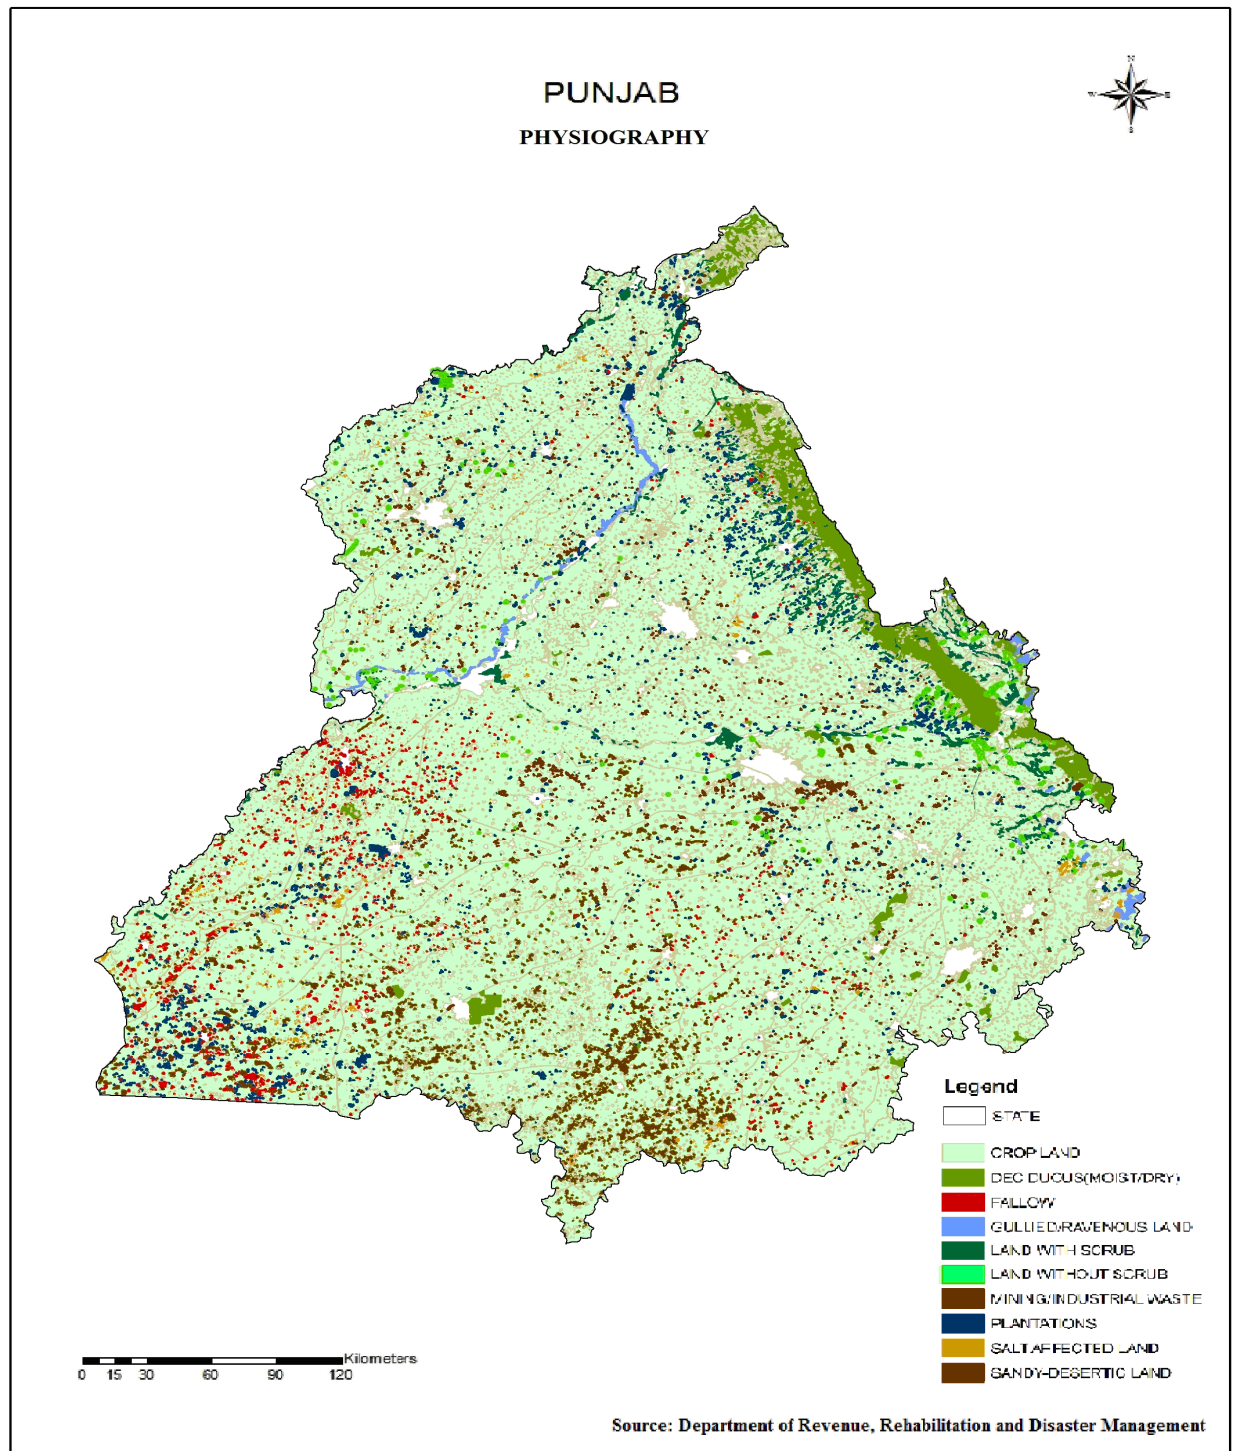 PUNJAB
PHYSIOGRAPHY
N
W
E
S
Legend
STATE
CROP LAND
DECIDUCUS(MOIST/DRY)
FALLOW
GULLIED/RAVENOUS LAND
LAND WITH SCRUB
LAND WITHOUT SCRUB
MINING/INDUSTRIAL WASTE
PLANTATIONS
SALT AFFECTED LAND
SANDY-DESERTIC LAND
Kilometers
0 15 30 60 90 120
Source: Department of Revenue, Rehabilitation and Disaster Management